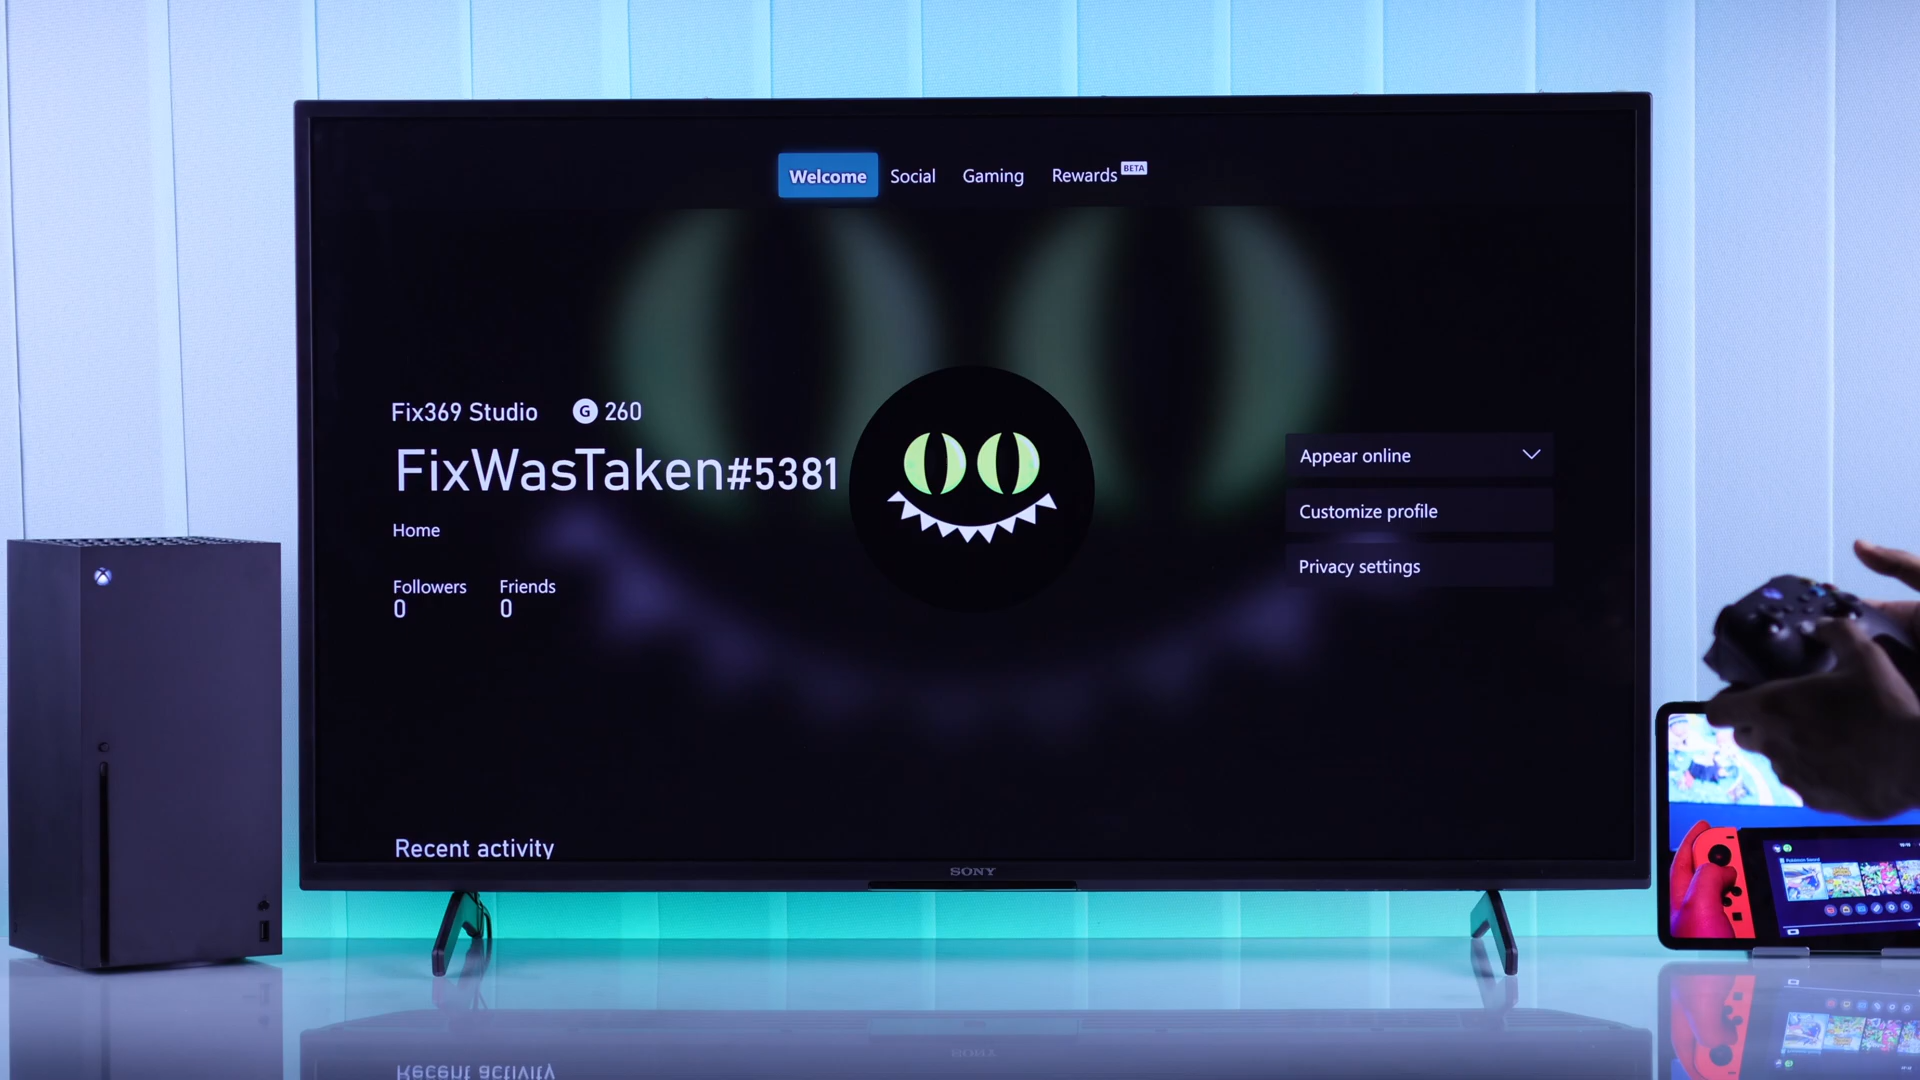 Welcome Social Gaming Rewards BETA
Fix369 Studio G 260
FixWasTaken#5381
Home
Followers Friends
0 0
Appear online
Customize profile
Privacy settings
Recent activity
SONY